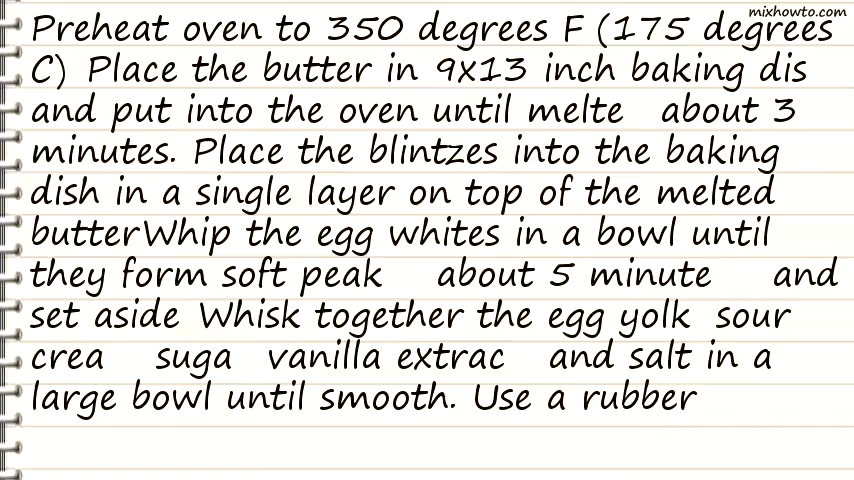 mixhowto.com
Preheat oven to 350 degrees F (175 degrees
C) Place the butter in 9x13 inch baking dis
and put into the oven until melte about 3
minutes. Place the blintzes into the baking
dish in a single layer on top of the melted
butterWhip the egg whites in a bowl until
they form soft peak about 5 minute and
set aside Whisk together the egg yolk sour
crea suga vanilla extrac and salt in a
large bowl until smooth. Use a rubber